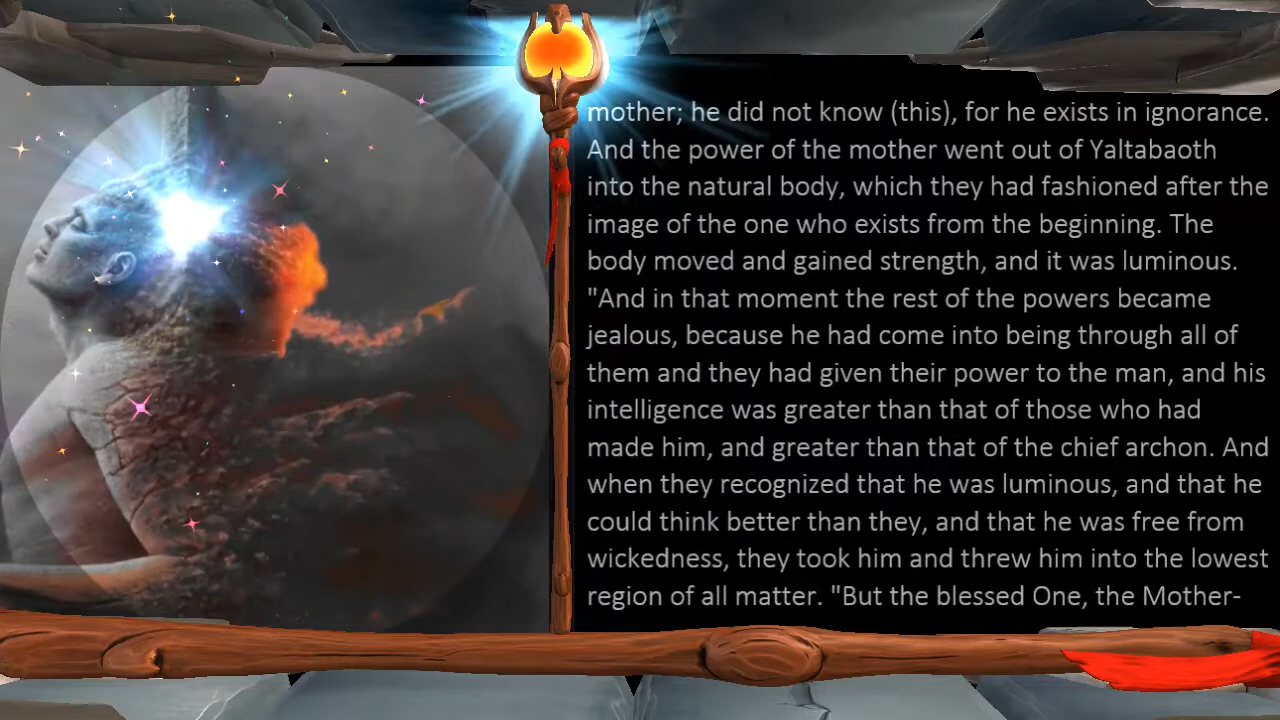 mother; he did not know (this), for he exists in ignorance.
And the power of the mother went out of Yaltabaoth
into the natural body, which they had fashioned after the
image of the one who exists from the beginning. The
body moved and gained strength, and it was luminous.
"And in that moment the rest of the powers became
jealous, because he had come into being through all of
them and they had given their power to the man, and his
intelligence was greater than that of those who had
made him, and greater than that of the chief archon. And
when they recognized that he was luminous, and that he
could think better than they, and that he was free from
wickedness, they took him and threw him into the lowest
region of all matter. "But the blessed One, the Mother-